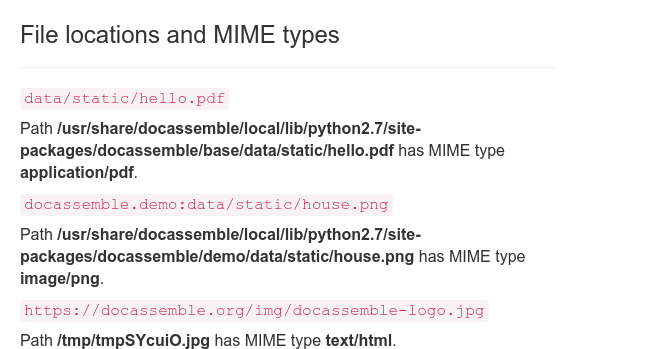 File locations and MIME types
data/static/hello.pdf
Path /usr/share/docassemble/local/lib/python2.7/site-
packages/docassemble/base/data/static/hello.pdf has MIME type
application/pdf.
docassemble.demo:data/static/house.png
Path /usr/share/docassemble/local/lib/python2.7/site-
packages/docassemble/demo/data/static/house.png has MIME type
image/png.
https://docassemble.org/img/docassemble-logo.jpg
Path /tmp/tmpSYcuiO.jpg has MIME type text/html.